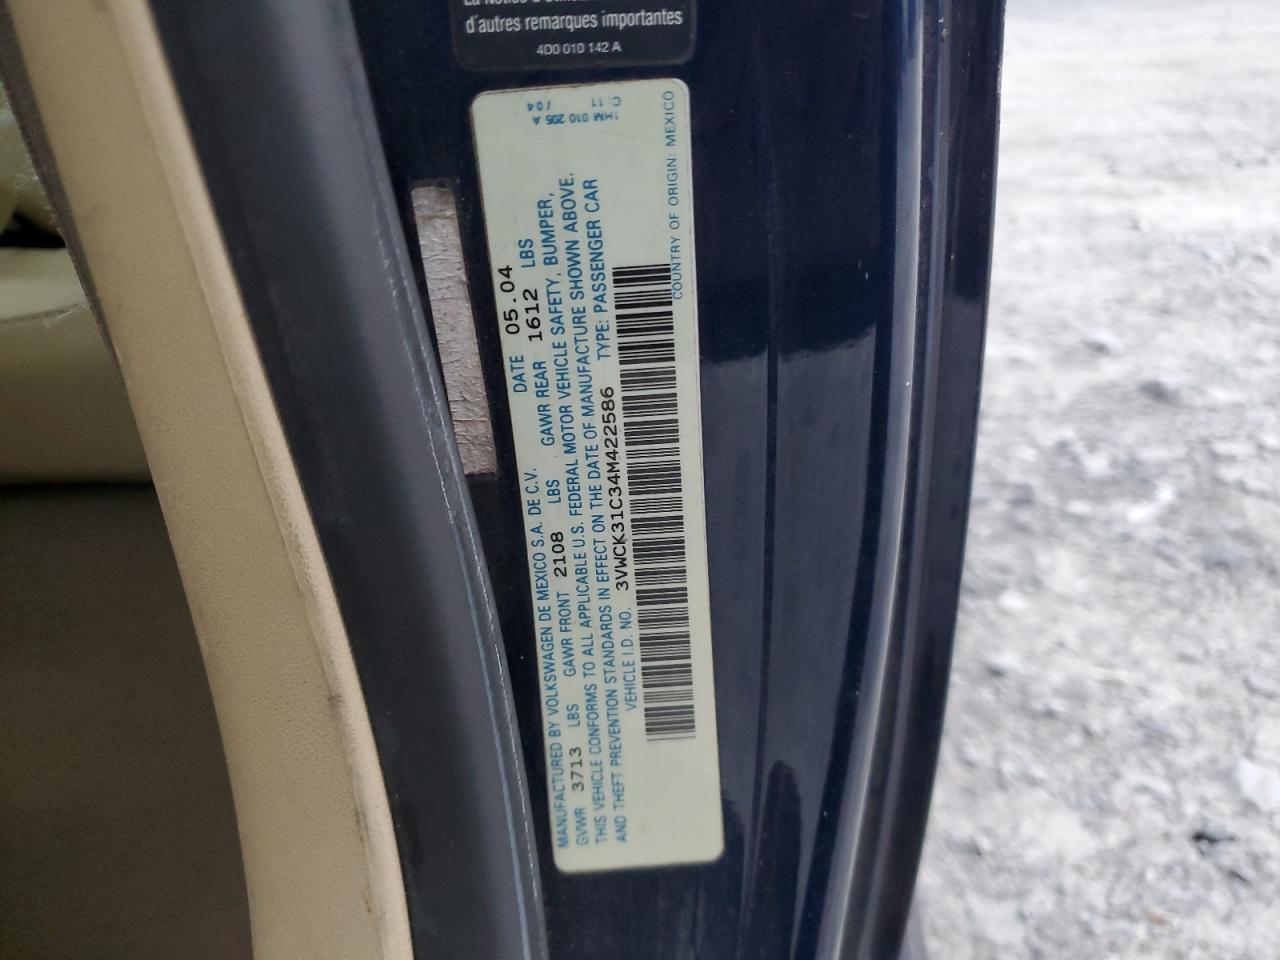 d'autres remarques importantes
4D0 010 142 A
MANUFACTURED BY VOLKSWAGEN DE MEXICO S.A. DE C.V. DATE 05.04
GVWR 3713 LBS GAWR FRONT 2108 LBS GAWR REAR 1612 LBS
THIS VEHICLE CONFORMS TO ALL APPLICABLE U.S. FEDERAL MOTOR VEHICLE SAFETY, BUMPER,
AND THEFT PREVENTION STANDARDS IN EFFECT ON THE DATE OF MANUFACTURE SHOWN ABOVE.
VEHICLE I.D. NO. 3VWCK31C34M422586 TYPE: PASSENGER CAR
COUNTRY OF ORIGIN: MEXICO
1HM 010 205 A
C. 11 /04